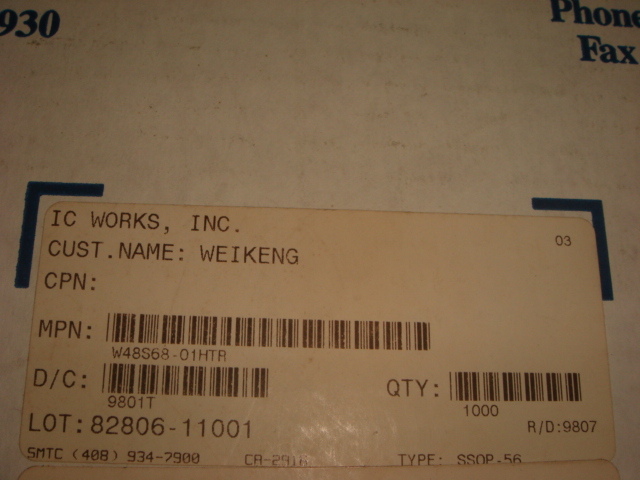 930
Phone
Fax
IC WORKS, INC.
03
CUST.NAME: WEIKENG
CPN:
MPN:
W48S68-01HTR
D/C:
9801T
QTY:
1000
LOT: 82806-11001
R/D:9807
SMTC (408) 934-7900
TYPE: SSOP-56